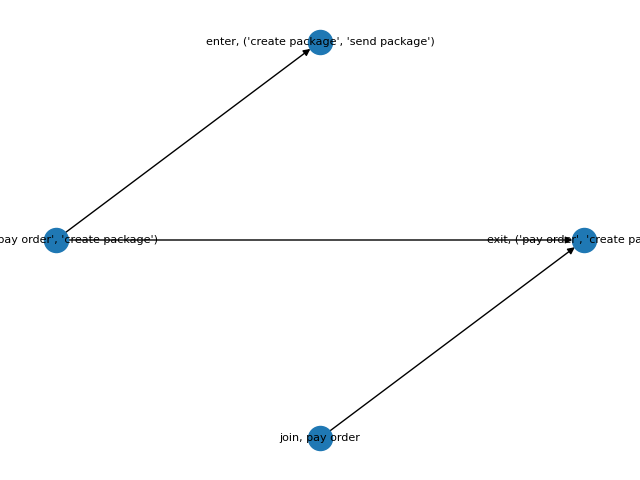 enter, ('create package', 'send package')
pay order', 'create package')
exit, ('pay order', 'create pa
join, pay order